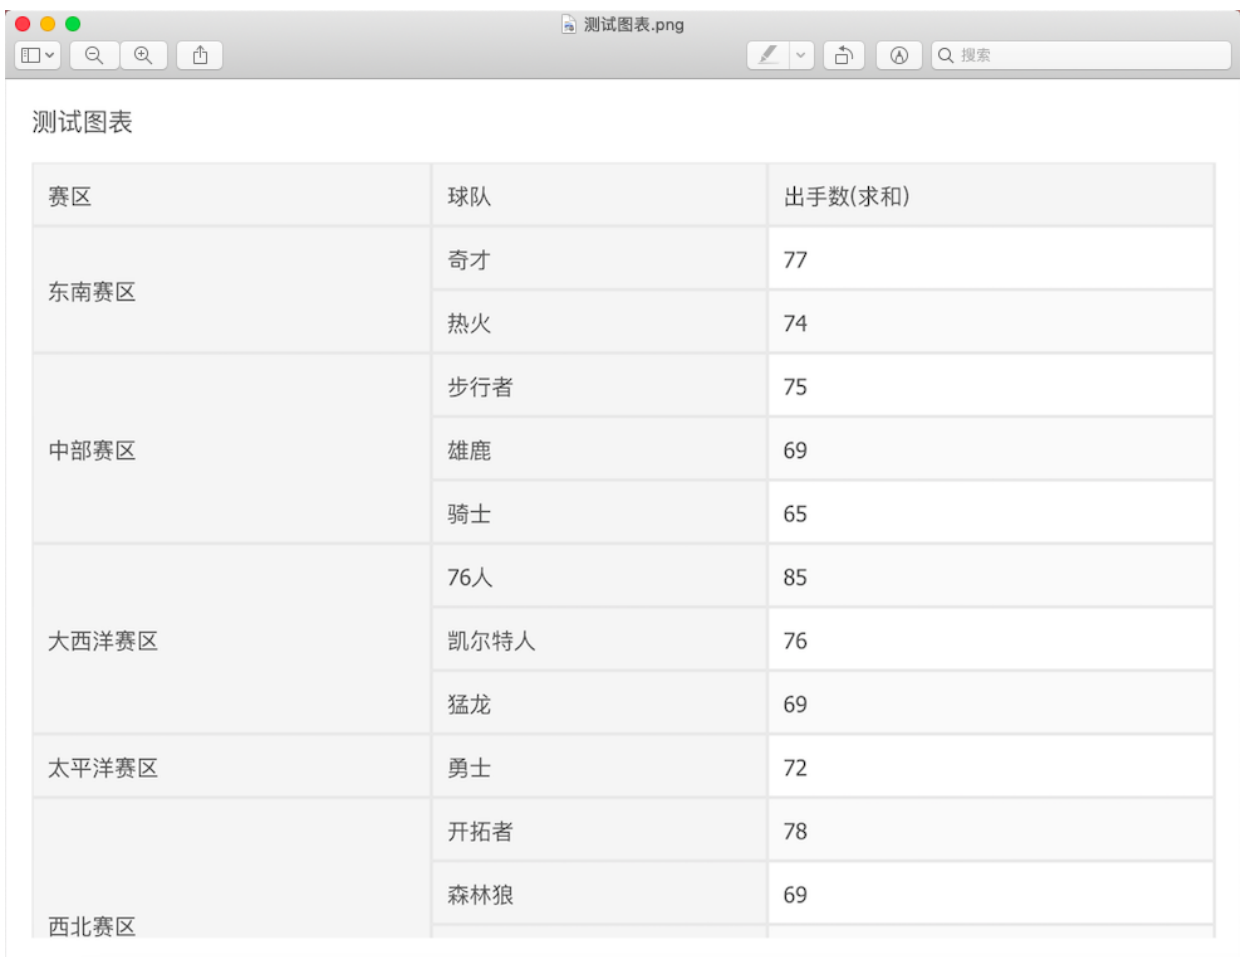 测试图表.png
搜索
测试图表
赛区 球队 出手数(求和)
东南赛区 奇才 77
热火 74
中部赛区 步行者 75
雄鹿 69
骑士 65
大西洋赛区 76人 85
凯尔特人 76
猛龙 69
太平洋赛区 勇士 72
西北赛区 开拓者 78
森林狼 69